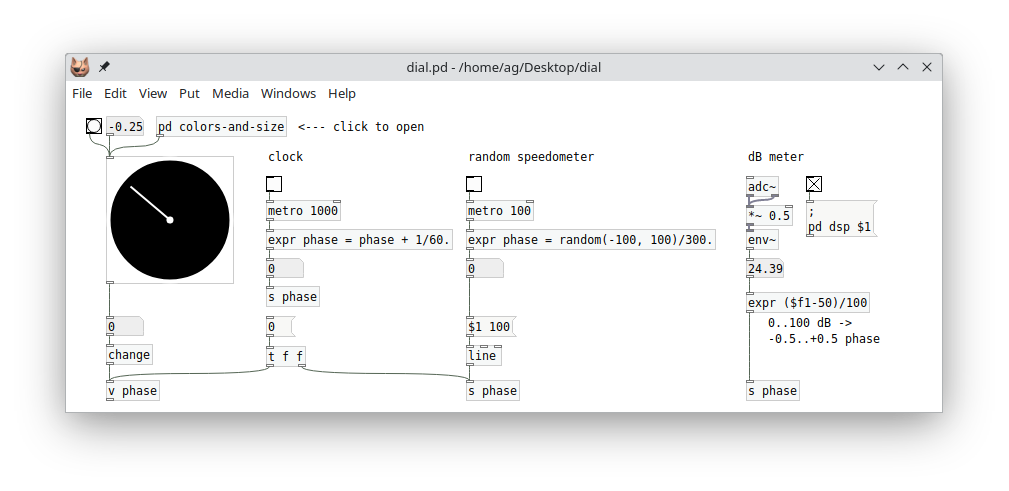 dial.pd - /home/ag/Desktop/dial
File Edit View Put Media Windows Help
-0.25 pd colors-and-size <--- click to open
clock random speedometer dB meter
adc~
metro 1000 metro 100 *~ 0.5 ;
pd dsp $1
expr phase = phase + 1/60. expr phase = random(-100, 100)/300. env~
0 0 24.39
s phase expr ($f1-50)/100
0 0 $1 100 0..100 dB ->
-0.5..+0.5 phase
change t f f line
v phase s phase s phase